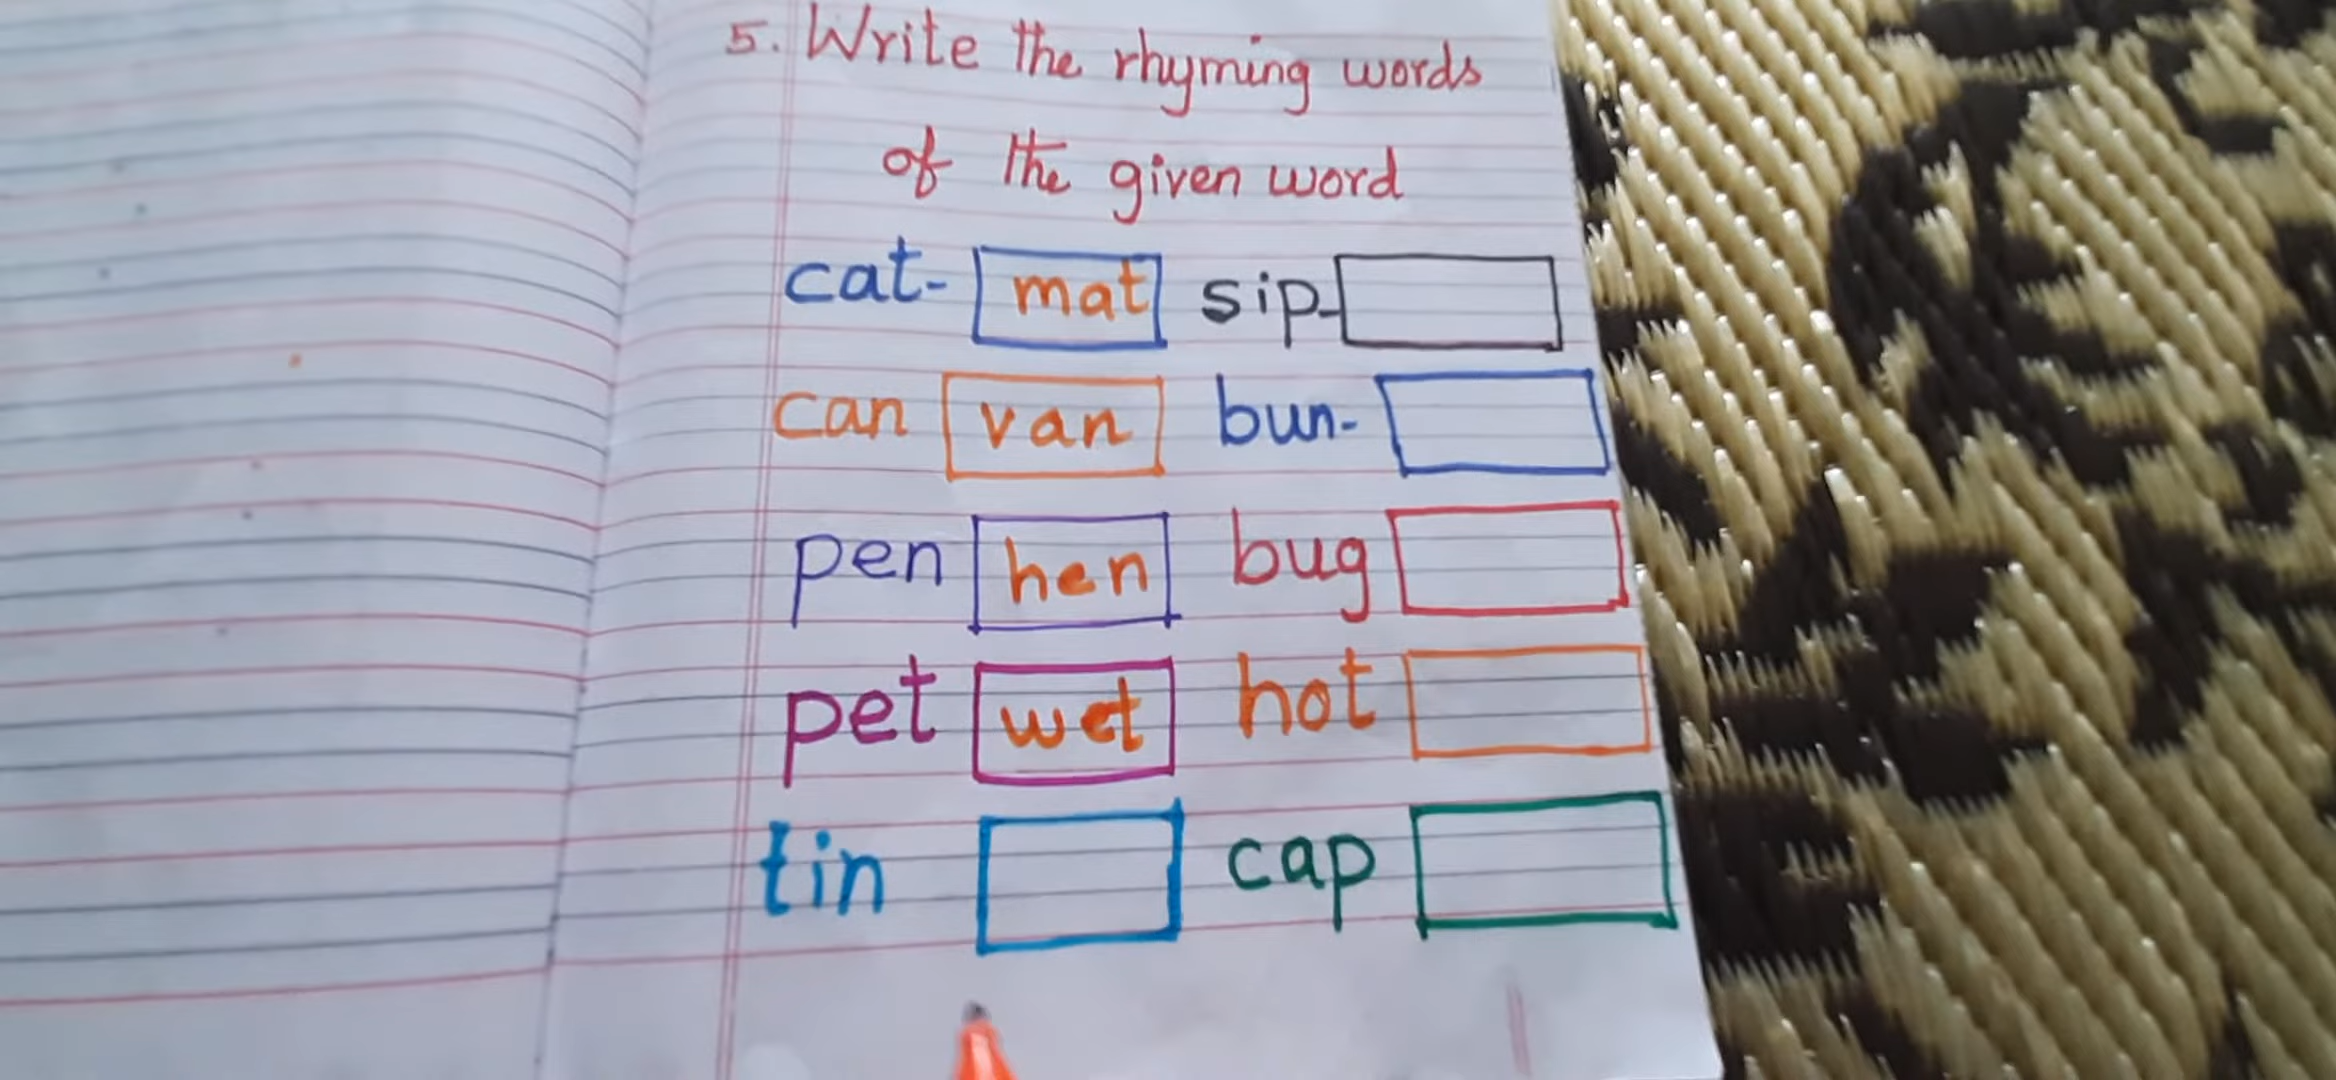 5. Write the rhyming words
of the given word
cat- mat sip-
can van bun-
pen hen bug
pet wet hot
tin cap